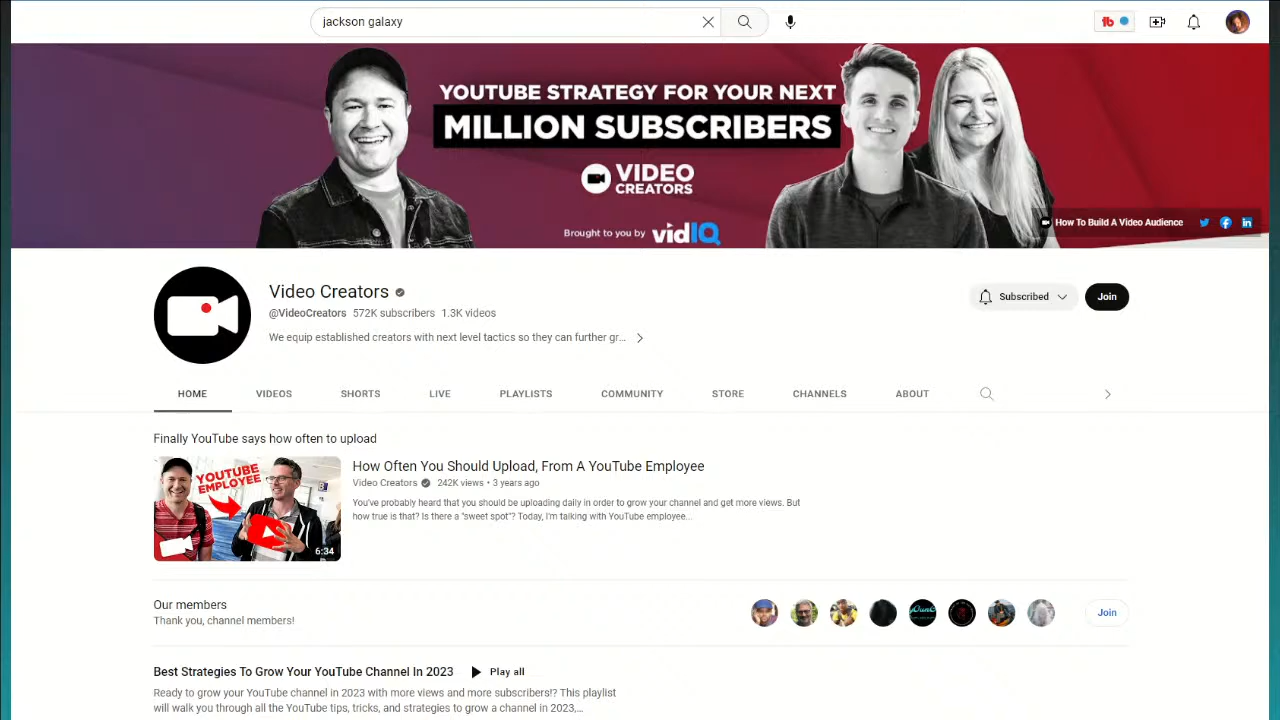 jackson galaxy
YOUTUBE STRATEGY FOR YOUR NEXT
MILLION SUBSCRIBERS
VIDEO
CREATORS
Brought to you by vidIQ
How To Build A Video Audience
Video Creators
@VideoCreators 572K subscribers 1.3K videos
We equip established creators with next level tactics so they can further gr...
Subscribed
Join
HOME VIDEOS SHORTS LIVE PLAYLISTS COMMUNITY STORE CHANNELS ABOUT
Finally YouTube says how often to upload
YOUTUBE
EMPLOYEE
6:34
How Often You Should Upload, From A YouTube Employee
Video Creators 242K views • 3 years ago
You've probably heard that you should be uploading daily in order to grow your channel and get more views. But
how true is that? Is there a "sweet spot"? Today, I'm talking with YouTube employee...
Our members
Thank you, channel members!
Join
Best Strategies To Grow Your YouTube Channel In 2023 Play all
Ready to grow your YouTube channel in 2023 with more views and more subscribers!? This playlist
will walk you through all the YouTube tips, tricks, and strategies to grow a channel in 2023,...